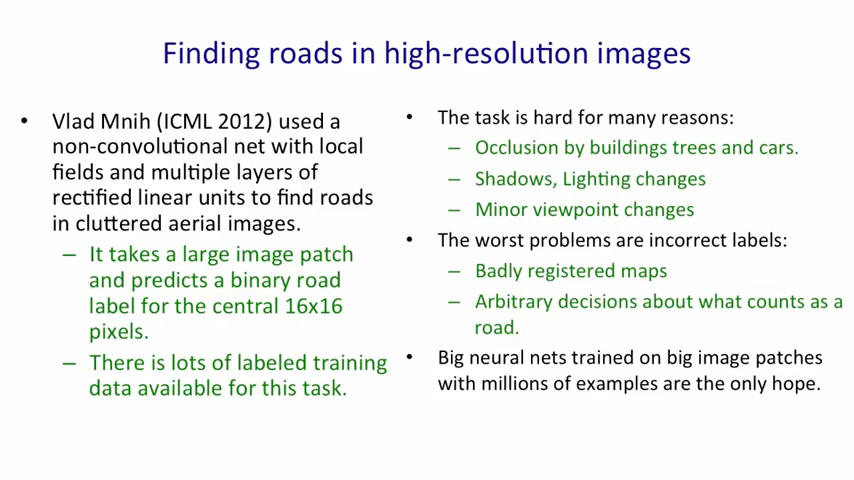 Finding roads in high-resolution images
• Vlad Mnih (ICML 2012) used a
non-convolutional net with local
fields and multiple layers of
rectified linear units to find roads
in cluttered aerial images.
– It takes a large image patch
and predicts a binary road
label for the central 16x16
pixels.
– There is lots of labeled training
data available for this task.
• The task is hard for many reasons:
– Occlusion by buildings trees and cars.
– Shadows, Lighting changes
– Minor viewpoint changes
• The worst problems are incorrect labels:
– Badly registered maps
– Arbitrary decisions about what counts as a
road.
• Big neural nets trained on big image patches
with millions of examples are the only hope.